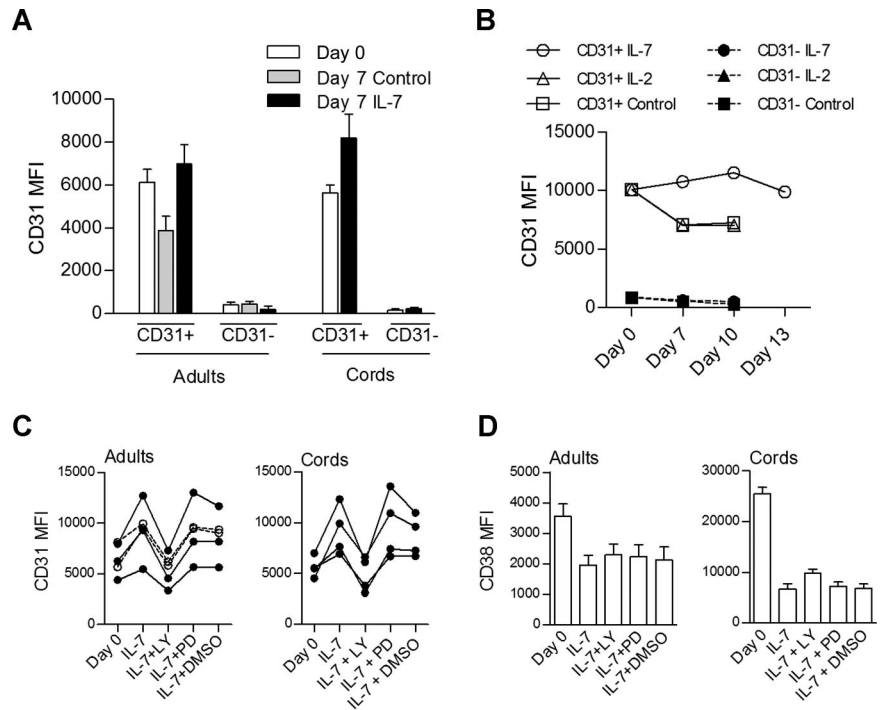 A
Day 0
Day 7 Control
Day 7 IL-7
CD31 MFI
10000
8000
6000
4000
2000
0
CD31+
CD31-
CD31+
CD31-
Adults
Cords
B
CD31+ IL-7
CD31- IL-7
CD31+ IL-2
CD31- IL-2
CD31+ Control
CD31- Control
CD31 MFI
15000
10000
5000
0
Day 0
Day 7
Day 10
Day 13
C
Adults
CD31 MFI
15000
10000
5000
0
Day 0
IL-7
IL-7+LY
IL-7+PD
IL-7+DMSO
Cords
15000
10000
5000
0
Day 0
IL-7
IL-7 + LY
IL-7 + PD
IL-7 + DMSO
D
Adults
CD38 MFI
5000
4000
3000
2000
1000
0
Day 0
IL-7
IL-7+LY
IL-7+PD
IL-7+DMSO
Cords
30000
20000
10000
0
Day 0
IL-7
IL-7 + LY
IL-7 + PD
IL-7 + DMSO